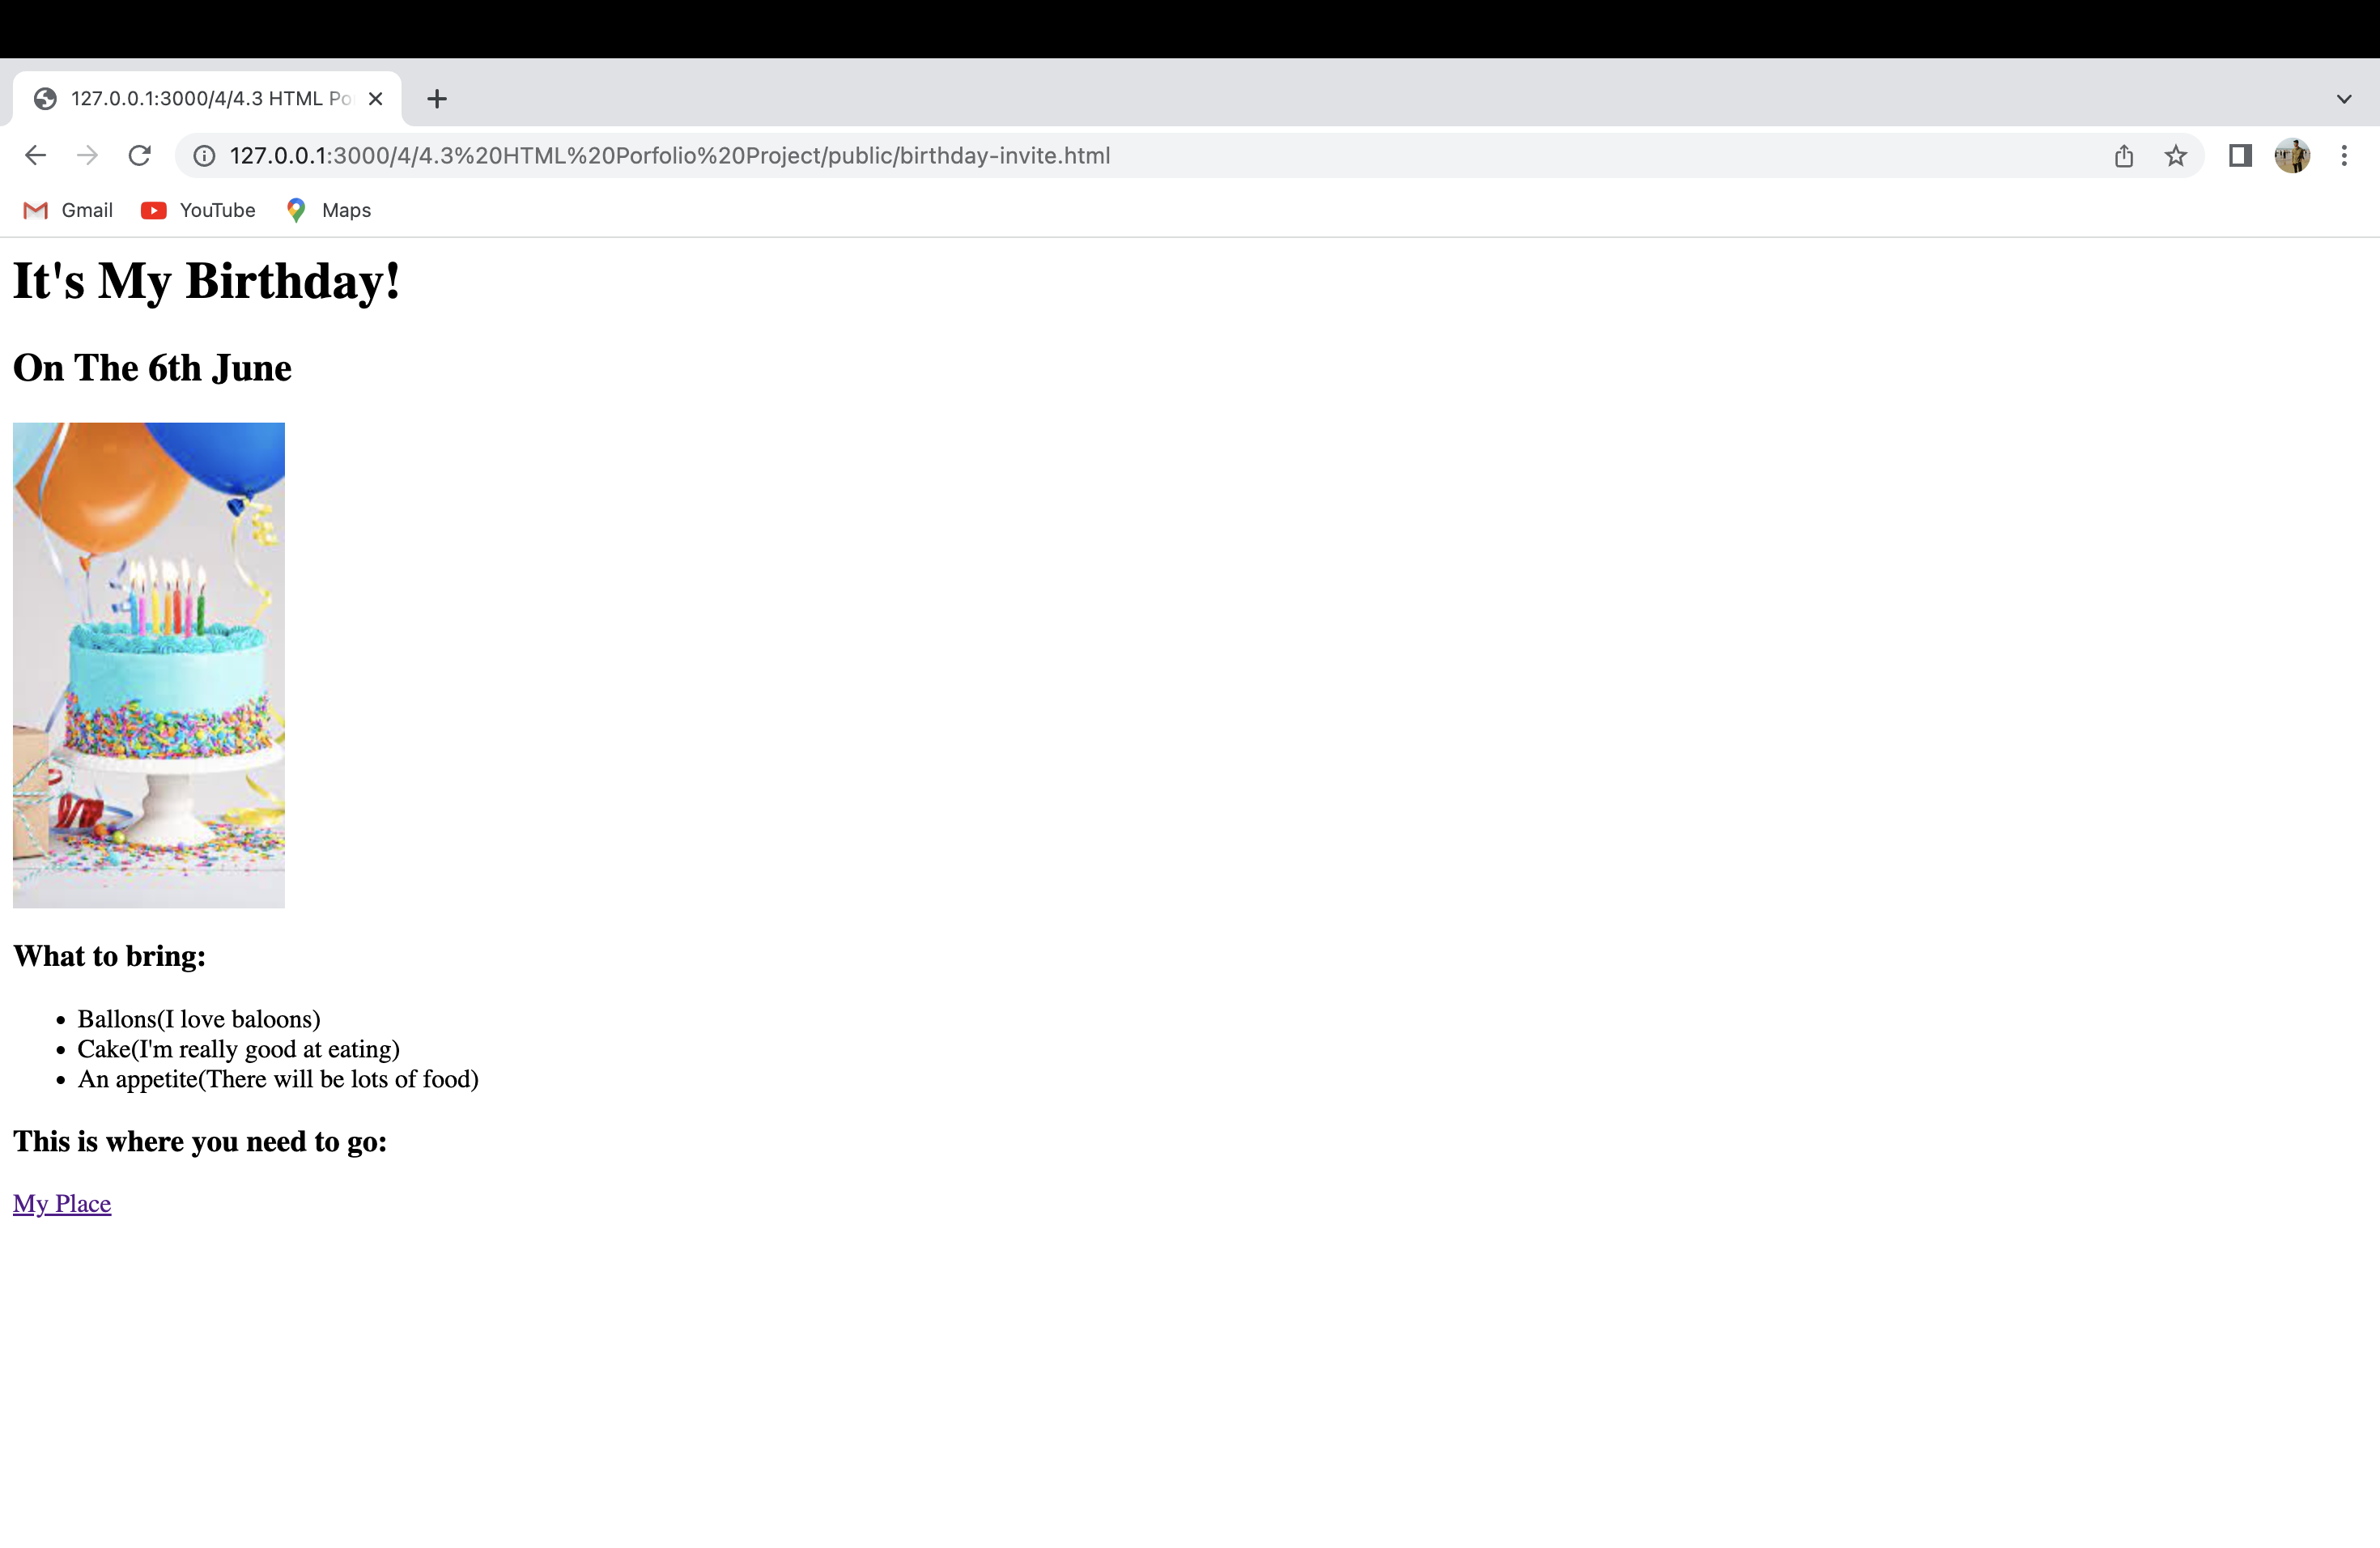 127.0.0.1:3000/4/4.3 HTML Po
127.0.0.1:3000/4/4.3%20HTML%20Porfolio%20Project/public/birthday-invite.html
Gmail YouTube Maps
It's My Birthday!
On The 6th June
What to bring:
Ballons(I love baloons)
Cake(I'm really good at eating)
An appetite(There will be lots of food)
This is where you need to go:
My Place